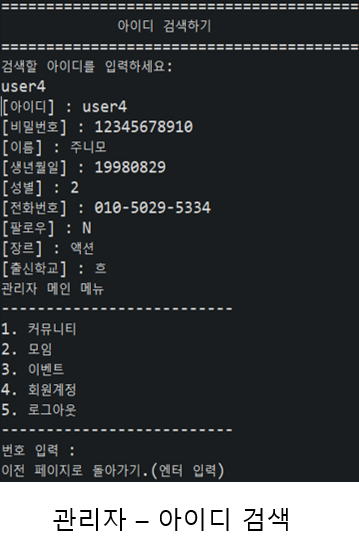 ========================================
아이디 검색하기
========================================
검색할 아이디를 입력하세요:
user4
[아이디] : user4
[비밀번호] : 12345678910
[이름] : 주니모
[생년월일] : 19980829
[성별] : 2
[전화번호] : 010-5029-5334
[팔로우] : N
[장르] : 액션
[출신학교] : 흐
관리자 메인 메뉴
--------------------------
1. 커뮤니티
2. 모임
3. 이벤트
4. 회원계정
5. 로그아웃
--------------------------
번호 입력 :
이전 페이지로 돌아가기.(엔터 입력)
관리자 – 아이디 검색